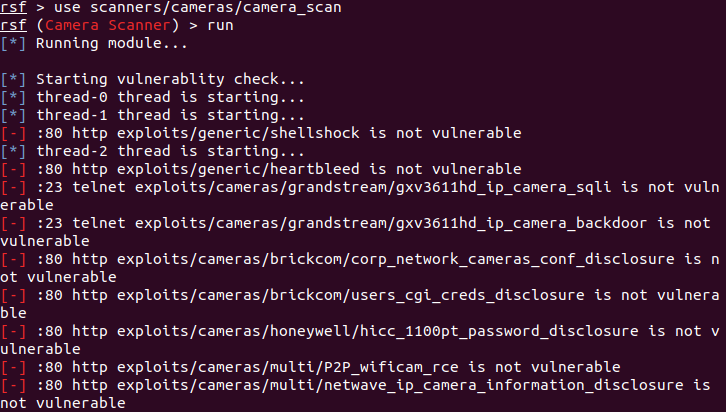 rsf > use scanners/cameras/camera_scan
rsf (Camera Scanner) > run
[*] Running module...
[*] Starting vulnerablity check...
[*] thread-0 thread is starting...
[*] thread-1 thread is starting...
[-] :80 http exploits/generic/shellshock is not vulnerable
[*] thread-2 thread is starting...
[-] :80 http exploits/generic/heartbleed is not vulnerable
[-] :23 telnet exploits/cameras/grandstream/gxv3611hd_ip_camera_sqli is not vuln
erable
[-] :23 telnet exploits/cameras/grandstream/gxv3611hd_ip_camera_backdoor is not
vulnerable
[-] :80 http exploits/cameras/brickcom/corp_network_cameras_conf_disclosure is n
ot vulnerable
[-] :80 http exploits/cameras/brickcom/users_cgi_creds_disclosure is not vulnera
ble
[-] :80 http exploits/cameras/honeywell/hicc_1100pt_password_disclosure is not v
ulnerable
[-] :80 http exploits/cameras/multi/P2P_wificam_rce is not vulnerable
[-] :80 http exploits/cameras/multi/netwave_ip_camera_information_disclosure is
not vulnerable